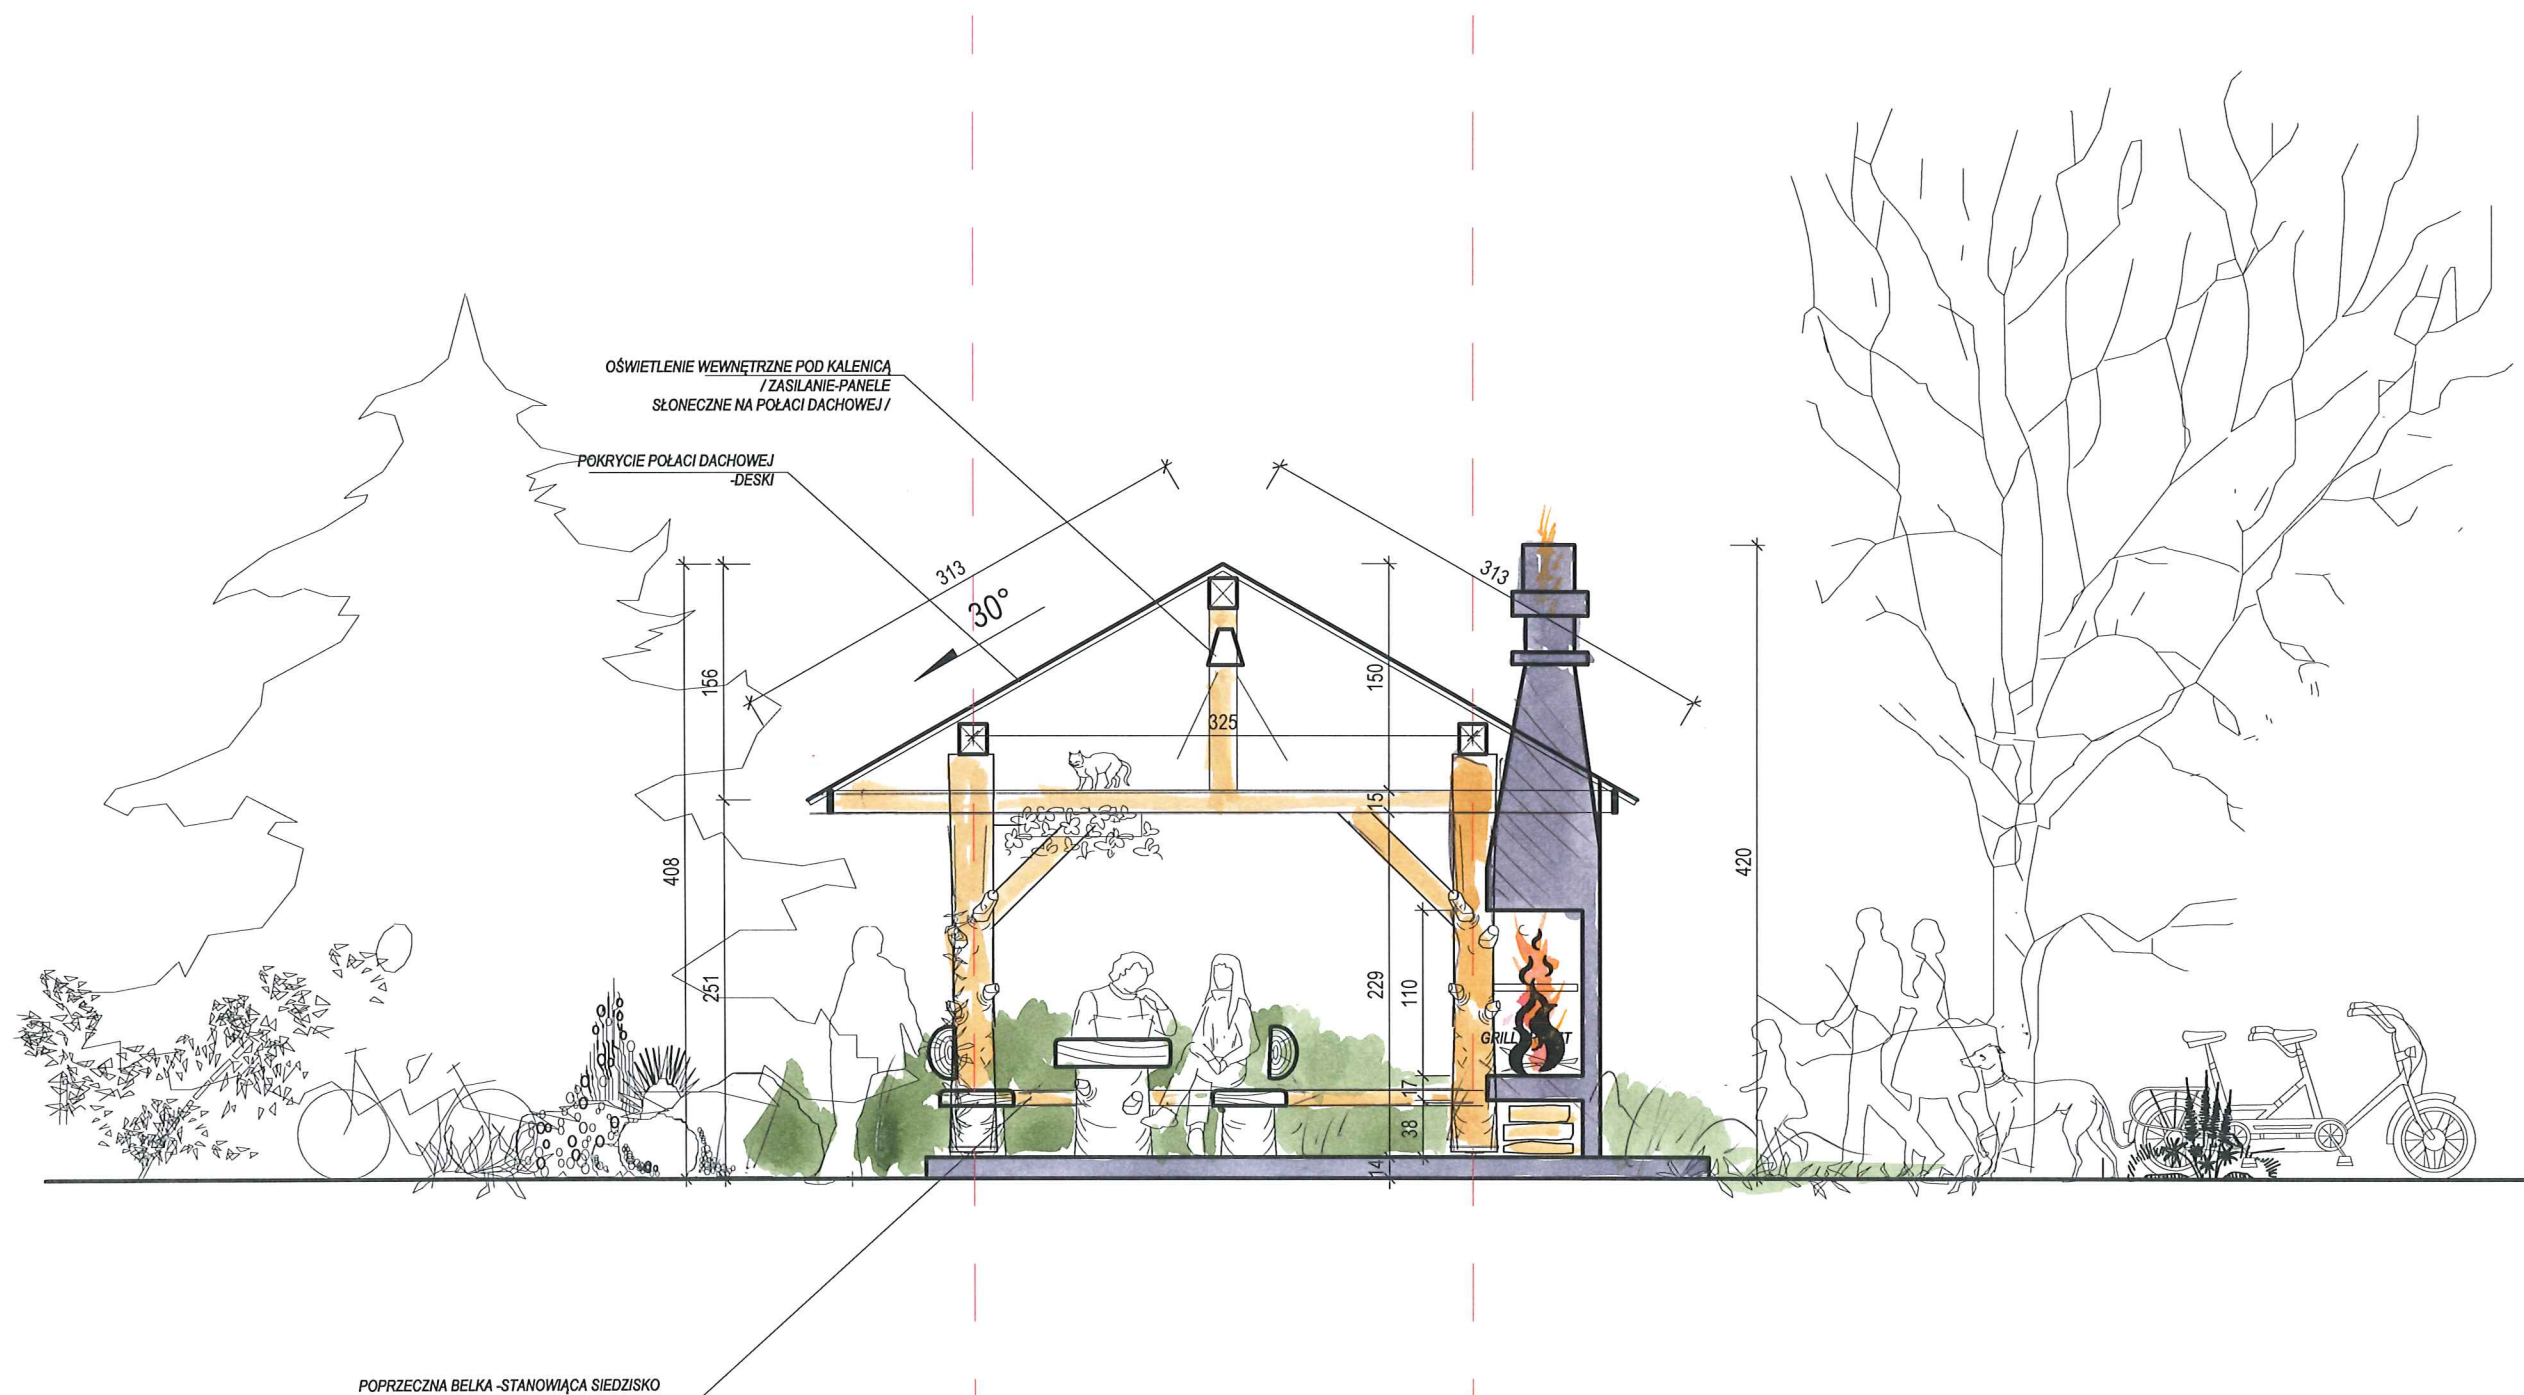 OŚWIETLENIE WEWNĘTRZNE POD KALENICĄ
/ ZASILANIE-PANELE
SŁONECZNE NA POŁACI DACHOWEJ /
POKRYCIE POŁACI DACHOWEJ
-DESKI
313
313
30°
156
150
325
15
408
420
251
229
110
GRILL
17
38
14
POPRZECZNA BELKA -STANOWIĄCA SIEDZISKO